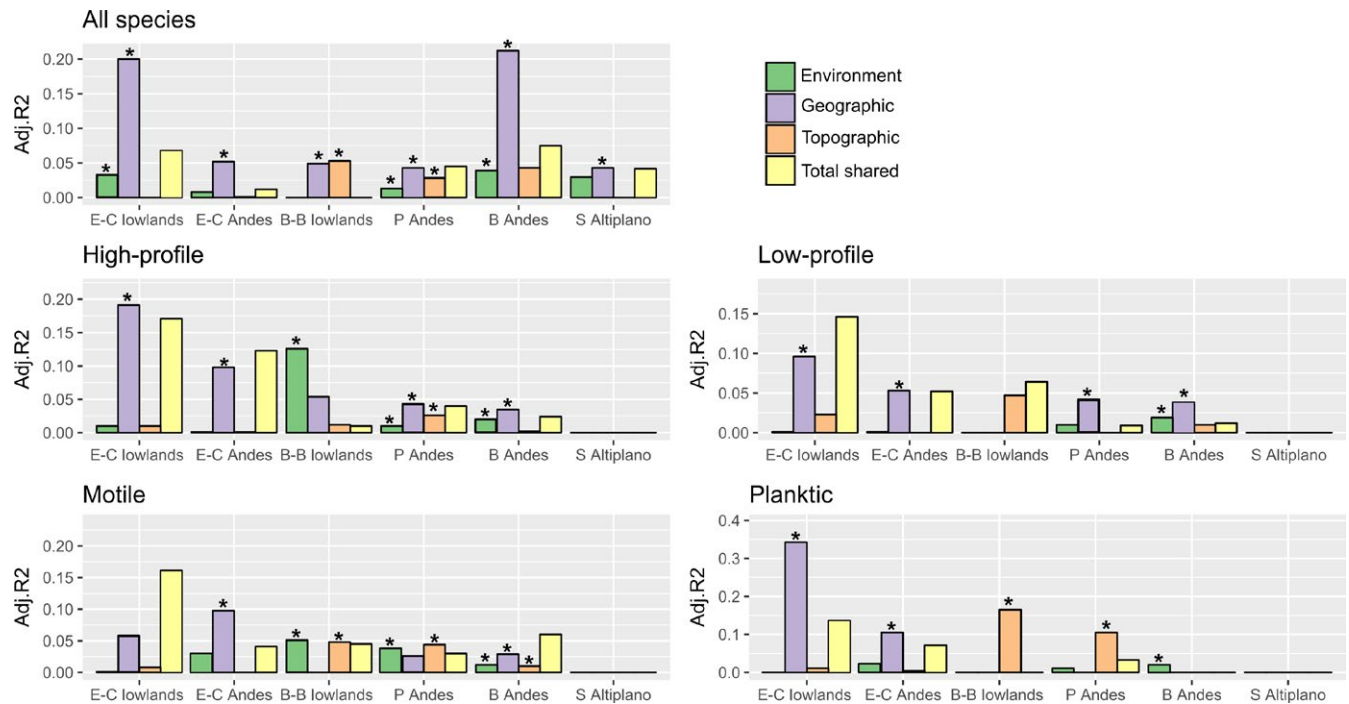 All species
Adj.R2
0.20
0.15
0.10
0.05
0.00
* * * * * * * * * * *
E-C lowlands E-C Andes B-B lowlands P Andes B Andes S Altiplano
Environment
Geographic
Topographic
Total shared
High-profile
Adj.R2
0.20
0.15
0.10
0.05
0.00
* * * * * * * *
E-C lowlands E-C Andes B-B lowlands P Andes B Andes S Altiplano
Low-profile
Adj.R2
0.15
0.10
0.05
0.00
* * * * *
E-C lowlands E-C Andes B-B lowlands P Andes B Andes S Altiplano
Motile
Adj.R2
0.20
0.15
0.10
0.05
0.00
* * * * * * * *
E-C lowlands E-C Andes B-B lowlands P Andes B Andes S Altiplano
Planktic
Adj.R2
0.4
0.3
0.2
0.1
0.0
* * * * *
E-C lowlands E-C Andes B-B lowlands P Andes B Andes S Altiplano